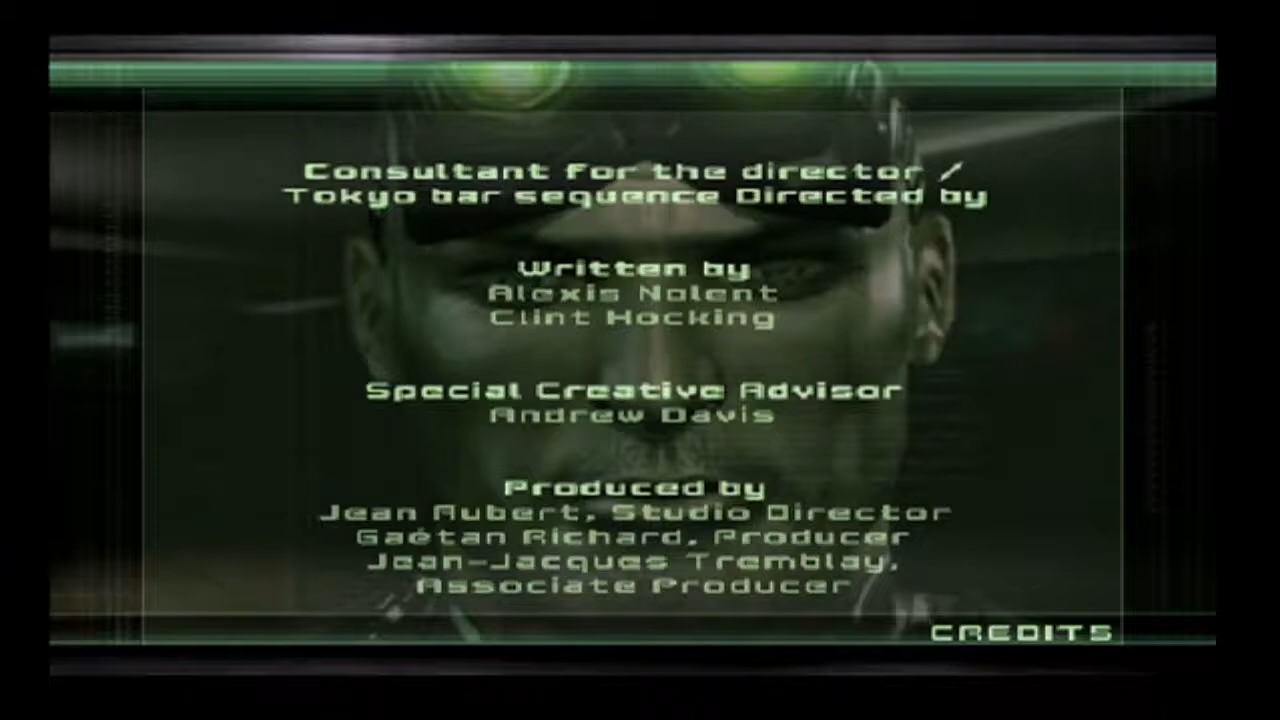 Consultant for the director /
Tokyo bar sequence Directed by
Written by
Alexis Nolent
Clint Hocking
Special Creative Advisor
Andrew Davis
Produced by
Jean Aubert, Studio Director
Gaétan Richard, Producer
Jean-Jacques Tremblay,
Associate Producer
CREDITS